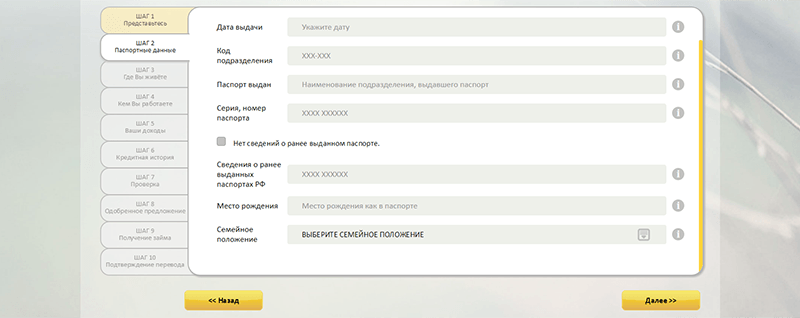 ШАГ 1
Представьтесь
ШАГ 2
Паспортные данные
ШАГ 3
Где Вы живёте
ШАГ 4
Кем Вы работаете
ШАГ 5
Ваши доходы
ШАГ 6
Кредитная история
ШАГ 7
Проверка
ШАГ 8
Одобренное предложение
ШАГ 9
Получение займа
ШАГ 10
Подтверждение перевода
Дата выдачи
Укажите дату
Код
подразделения
XXX-XXX
Паспорт выдан
Наименование подразделения, выдавшего паспорт
Серия, номер
паспорта
XXXX XXXXXX
Нет сведений о ранее выданном паспорте.
Сведения о ранее
выданных
паспортах РФ
XXXX XXXXXX
Место рождения
Место рождения как в паспорте
Семейное
положение
ВЫБЕРИТЕ СЕМЕЙНОЕ ПОЛОЖЕНИЕ
<< Назад
Далее >>